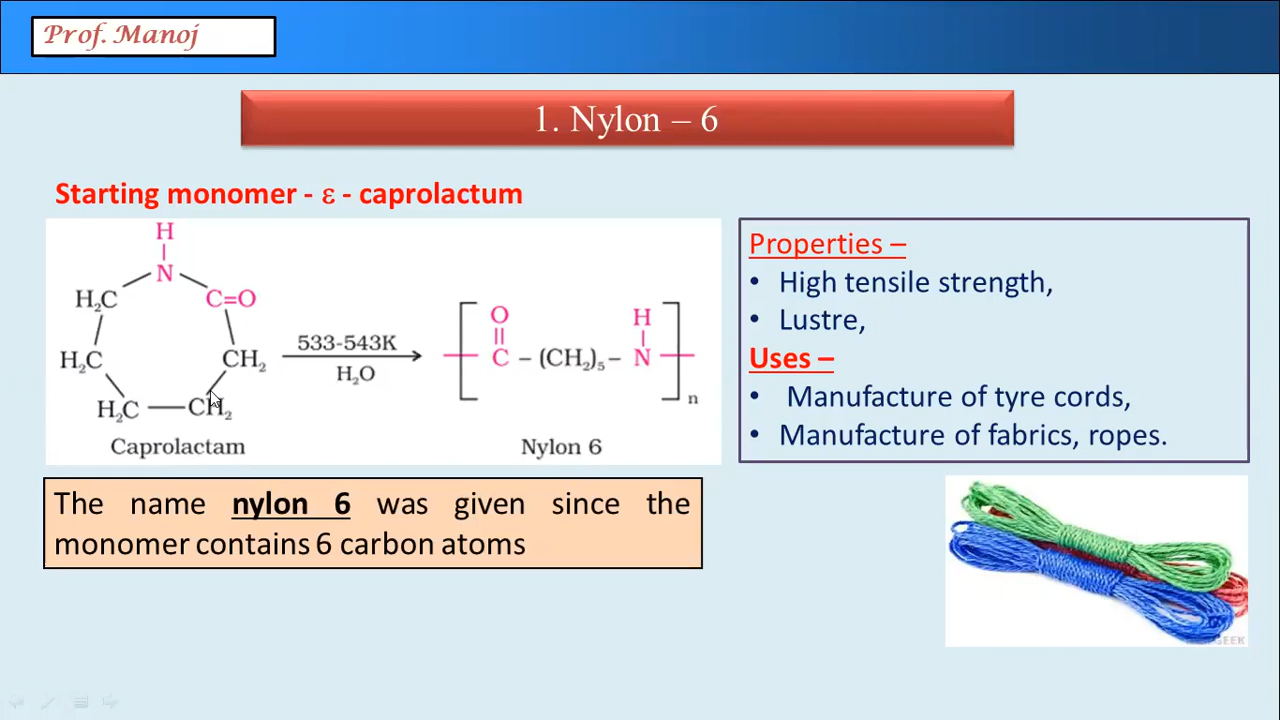 Prof. Manoj
1. Nylon – 6
Starting monomer - ε - caprolactum
H
N
H₂C
C=O
H₂C
CH₂
H₂C
CH₂
Caprolactam
533-543K
H₂O
O
H
C – (CH₂)₅ – N
n
Nylon 6
Properties –
• High tensile strength,
• Lustre,
Uses –
• Manufacture of tyre cords,
• Manufacture of fabrics, ropes.
The name nylon 6 was given since the
monomer contains 6 carbon atoms